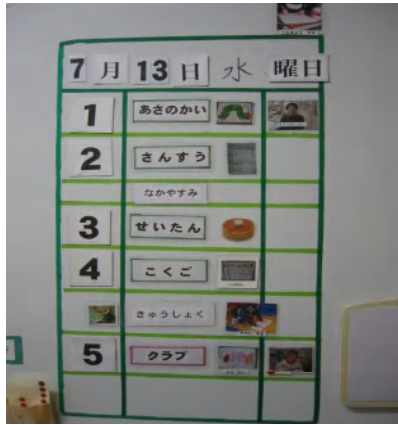 7月13日 水 曜日
1 あさのかい
2 さんすう
なかやすみ
3 せいたん
4 こくご
きゅうしょく
5 クラブ